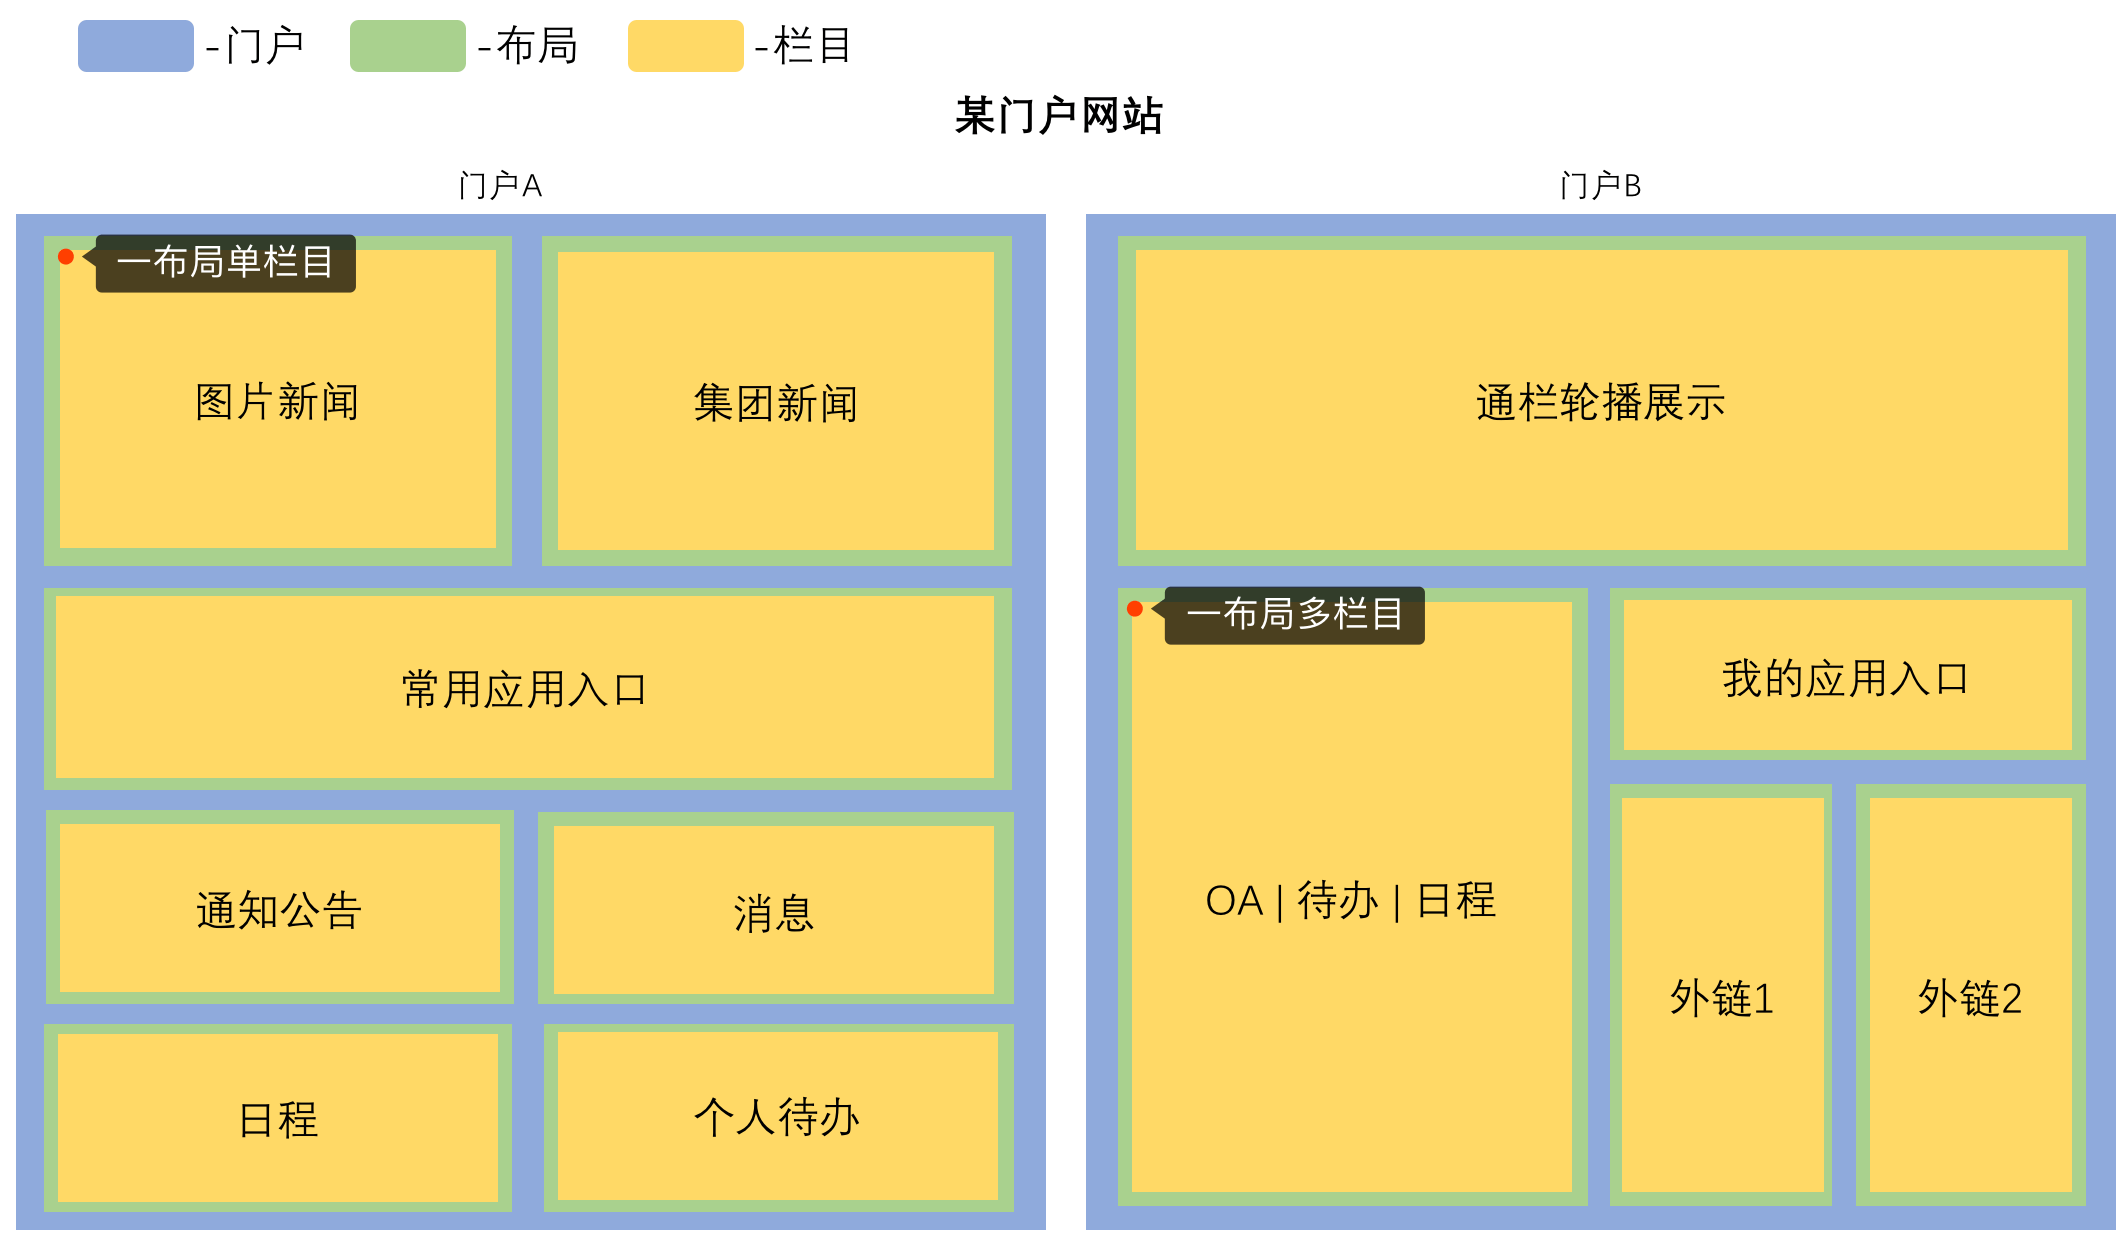 -门户
-布局
-栏目
某门户网站
门户A
门户B
一布局单栏目
图片新闻
集团新闻
常用应用入口
通知公告
消息
日程
个人待办
通栏轮播展示
一布局多栏目
OA | 待办 | 日程
我的应用入口
外链1
外链2